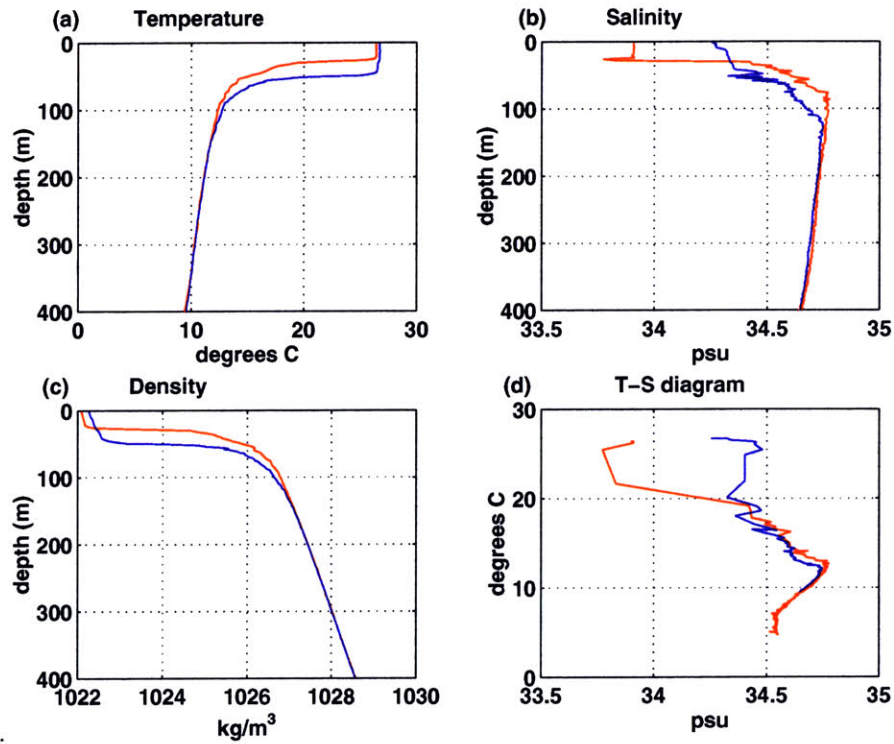 (a) Temperature
0
100
200
300
400
0 10 20 30
depth (m)
degrees C
(b) Salinity
0
100
200
300
400
33.5 34 34.5 35
depth (m)
psu
(c) Density
0
100
200
300
400
1022 1024 1026 1028 1030
depth (m)
kg/m³
(d) T–S diagram
30
20
10
0
33.5 34 34.5 35
degrees C
psu